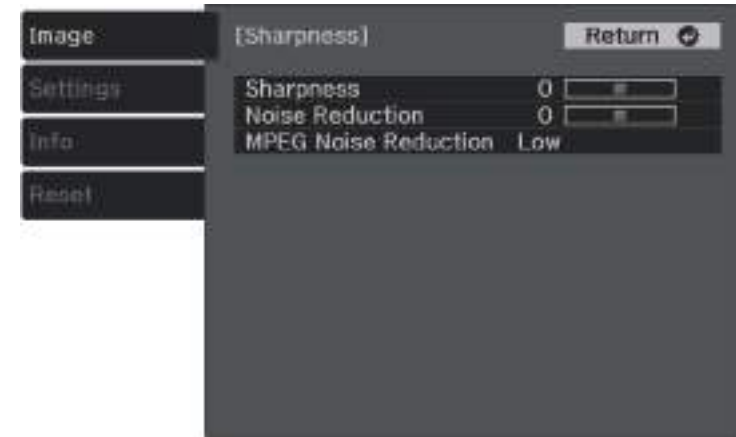 Image
Settings
Info
Reset
[Sharpness]
Return
Sharpness 0
Noise Reduction 0
MPEG Noise Reduction Low